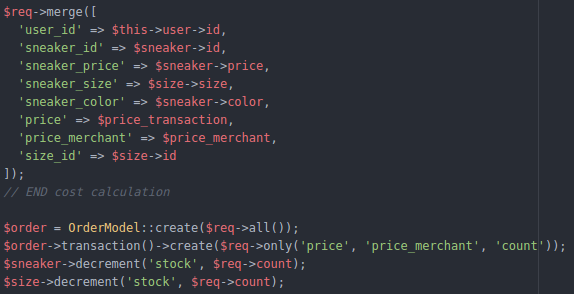 $req->merge([
'user_id' => $this->user->id,
'sneaker_id' => $sneaker->id,
'sneaker_price' => $sneaker->price,
'sneaker_size' => $size->size,
'sneaker_color' => $sneaker->color,
'price' => $price_transaction,
'price_merchant' => $price_merchant,
'size_id' => $size->id
]);
// END cost calculation
$order = OrderModel::create($req->all());
$order->transaction()->create($req->only('price', 'price_merchant', 'count'));
$sneaker->decrement('stock', $req->count);
$size->decrement('stock', $req->count);